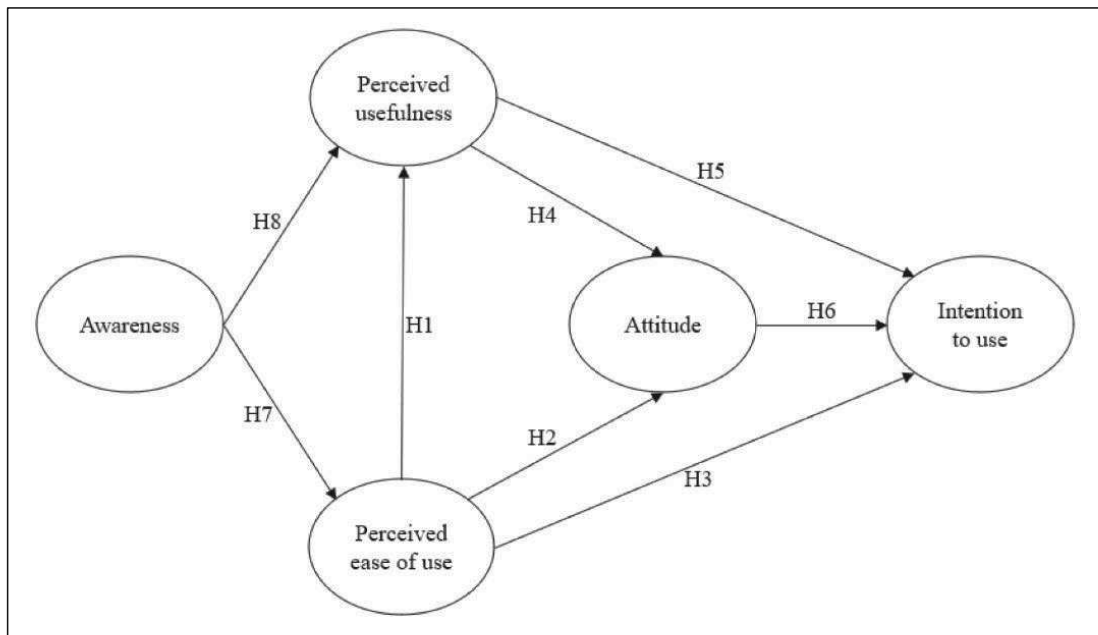 Perceived
usefulness
H5
H4
H8
Awareness
H1
Attitude
H6
Intention
to use
H7
H2
H3
Perceived
ease of use